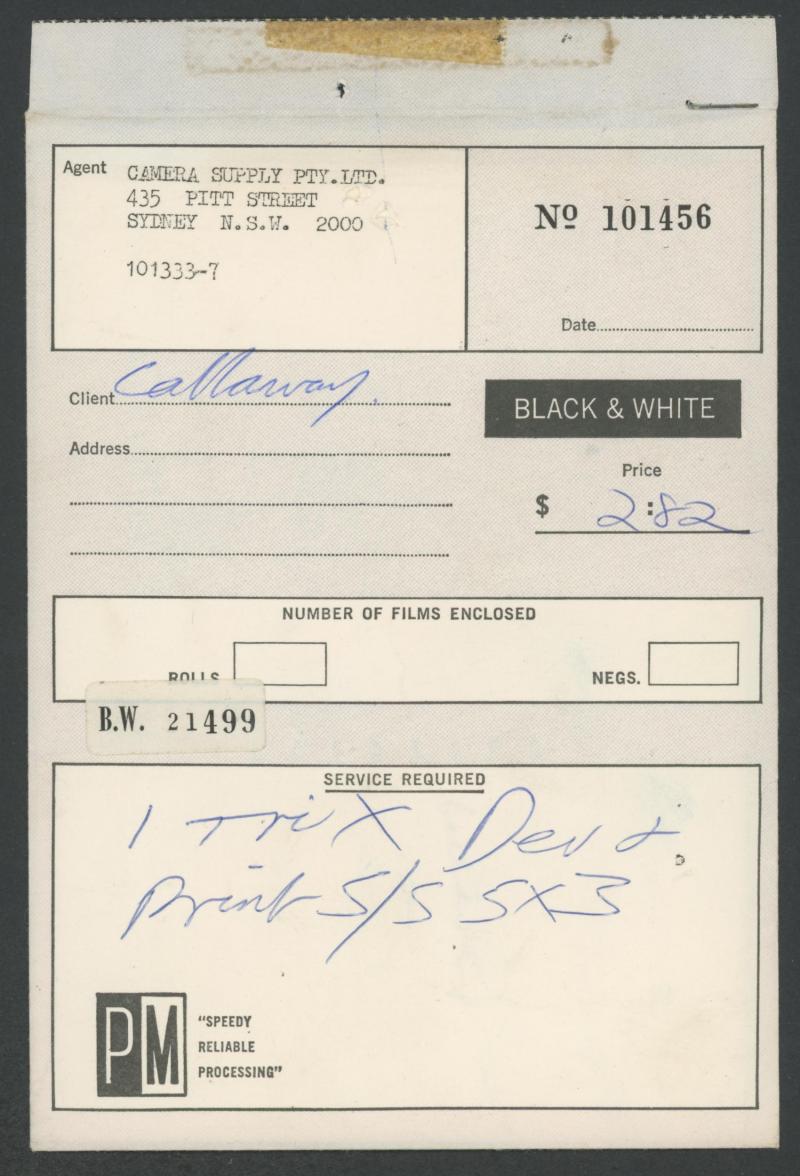 Agent CAMERA SUPPLY PTY.LTD.
435 PITT STREET
SYDNEY N.S.W. 2000
101333-7
Nº 101456
Date
Client Callaway.
BLACK & WHITE
Address
Price
$ 2:82
NUMBER OF FILMS ENCLOSED
ROLLS
NEGS.
B.W. 21499
SERVICE REQUIRED
1 Tri X Dev &
Print S/S 5x3
PM
"SPEEDY
RELIABLE
PROCESSING"